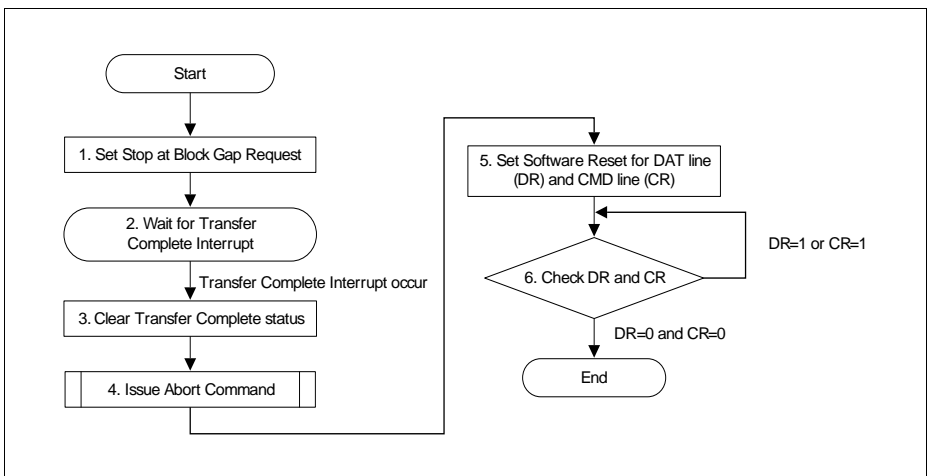 Start
1. Set Stop at Block Gap Request
2. Wait for Transfer
Complete Interrupt
Transfer Complete Interrupt occur
3. Clear Transfer Complete status
4. Issue Abort Command
5. Set Software Reset for DAT line
(DR) and CMD line (CR)
DR=1 or CR=1
6. Check DR and CR
DR=0 and CR=0
End